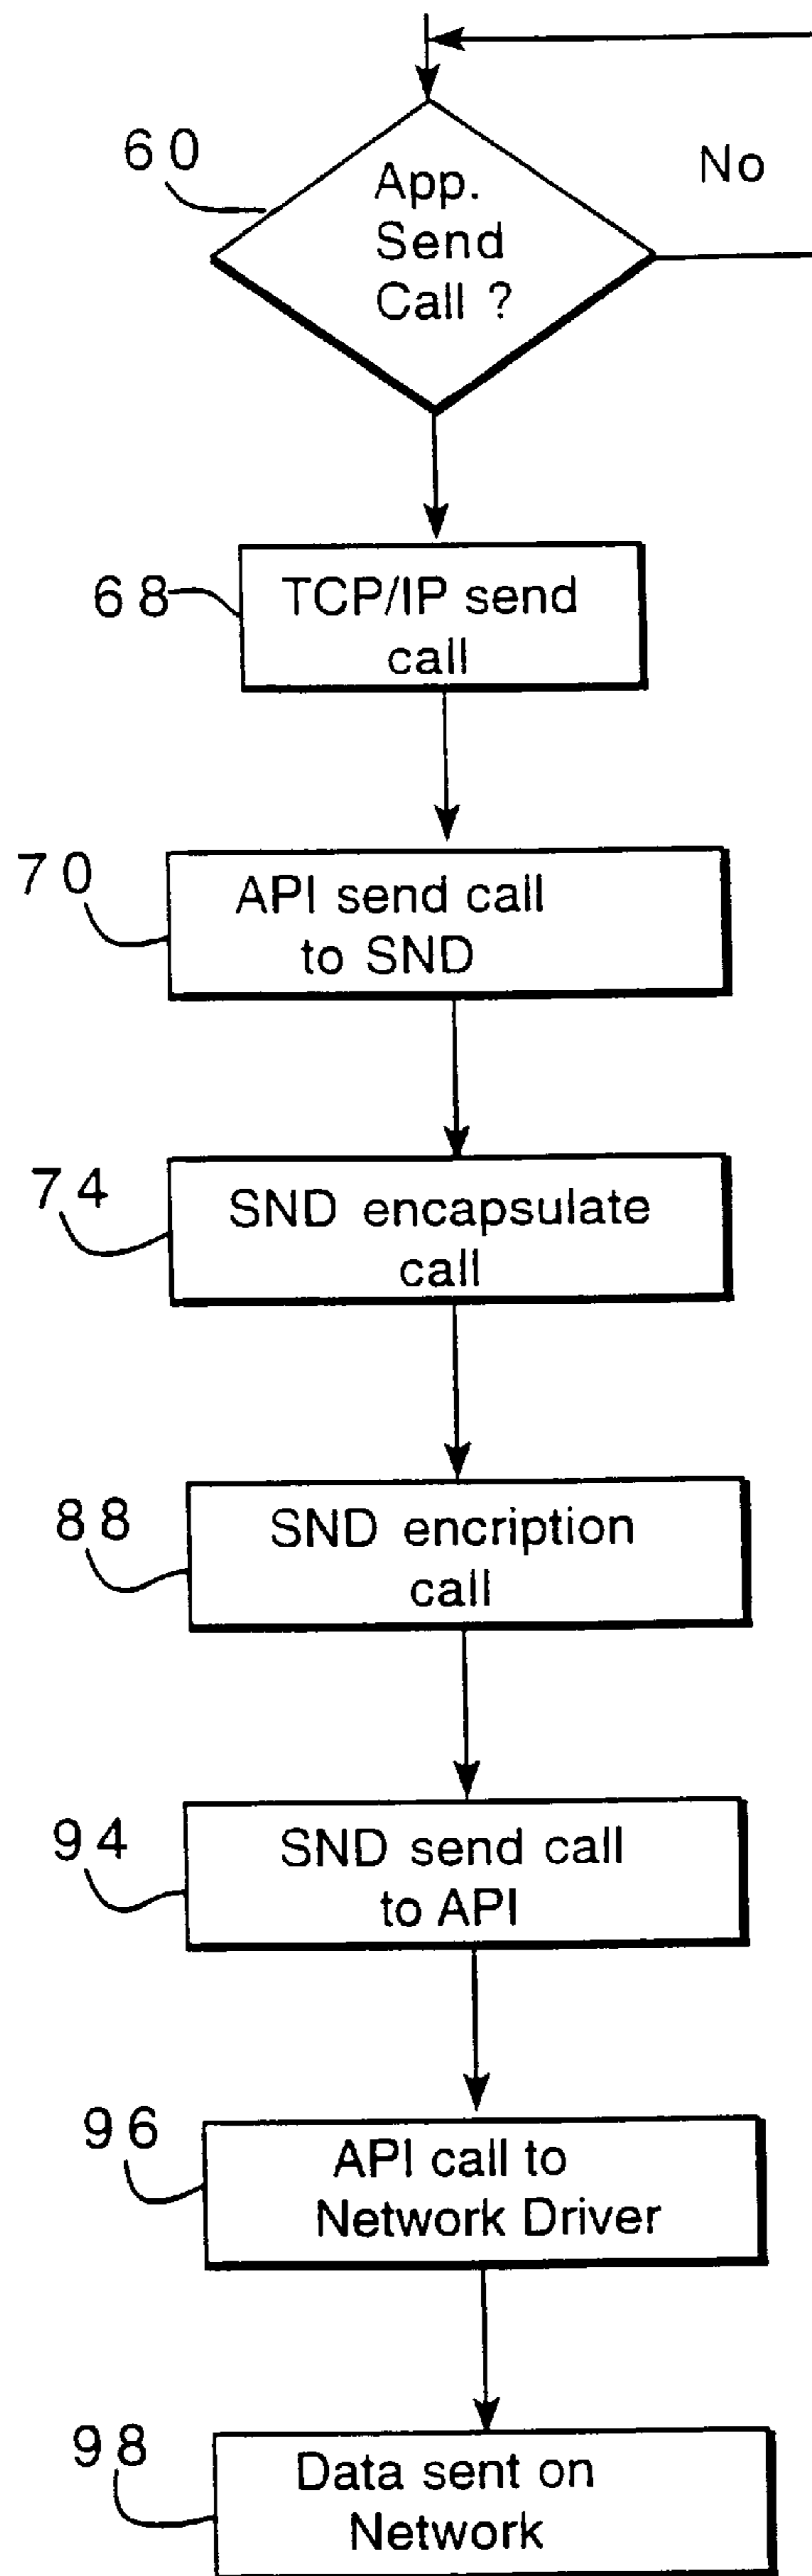 60
App.
Send
Call ?
No
68
TCP/IP send
call
70
API send call
to SND
74
SND encapsulate
call
88
SND encription
call
94
SND send call
to API
96
API call to
Network Driver
98
Data sent on
Network